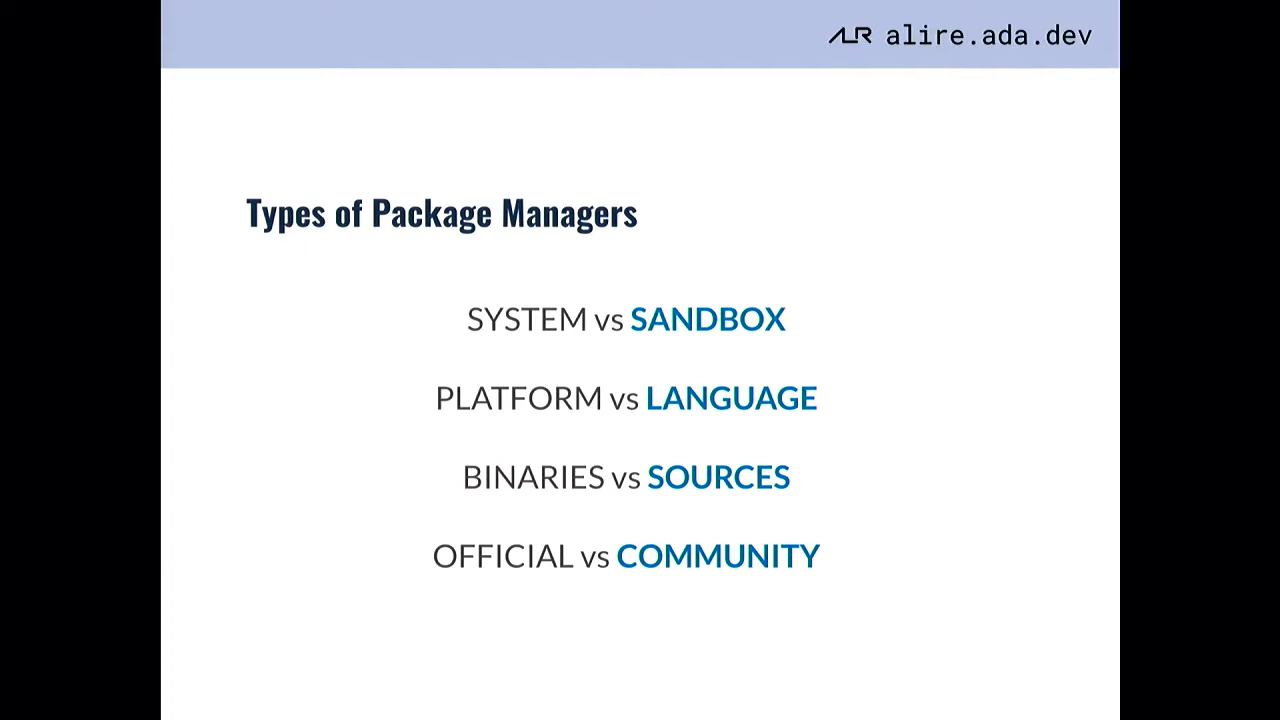 ALR alire.ada.dev
Types of Package Managers
SYSTEM vs SANDBOX
PLATFORM vs LANGUAGE
BINARIES vs SOURCES
OFFICIAL vs COMMUNITY